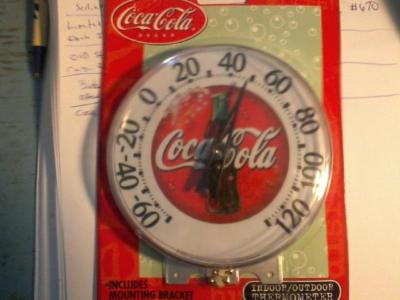 #670
Coca-Cola
-60 -40 -20 0 20 40 60 80 100 120
Coca-Cola
•INCLUDES
MOUNTING BRACKET
INDOOR/OUTDOOR
THERMOMETER